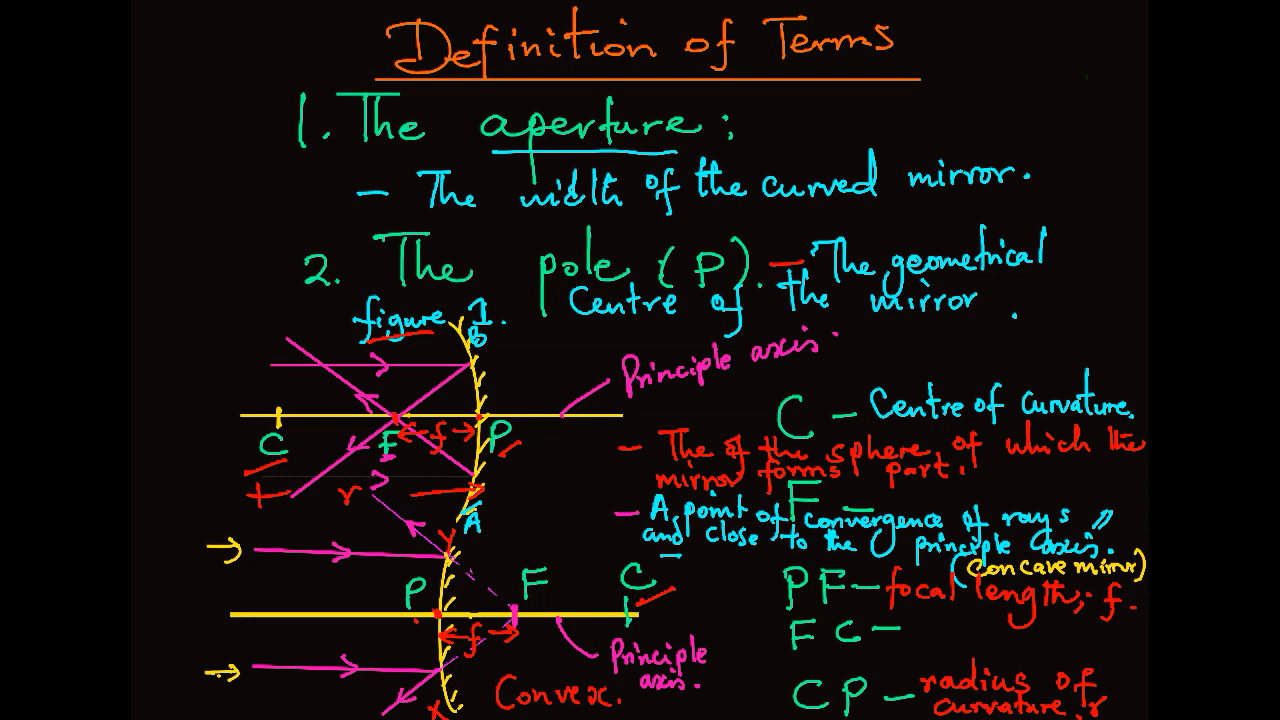 Definition of Terms
1. The aperture;
— The width of the curved mirror.
2. The pole (P). — The geometrical
Centre of the mirror.
figure 1.
B
Principle axis.
C
F
f
P
r
A
C — Centre of curvature.
— The of the sphere of which the
mirror forms part.
F —
— A point of convergence of rays //
and close to the principle axis.
(Concave mirror)
PF — focal length; f.
FC —
CP — radius of
curvature, r
Y
P
F
C
f
Principle
axis.
Convex.
X